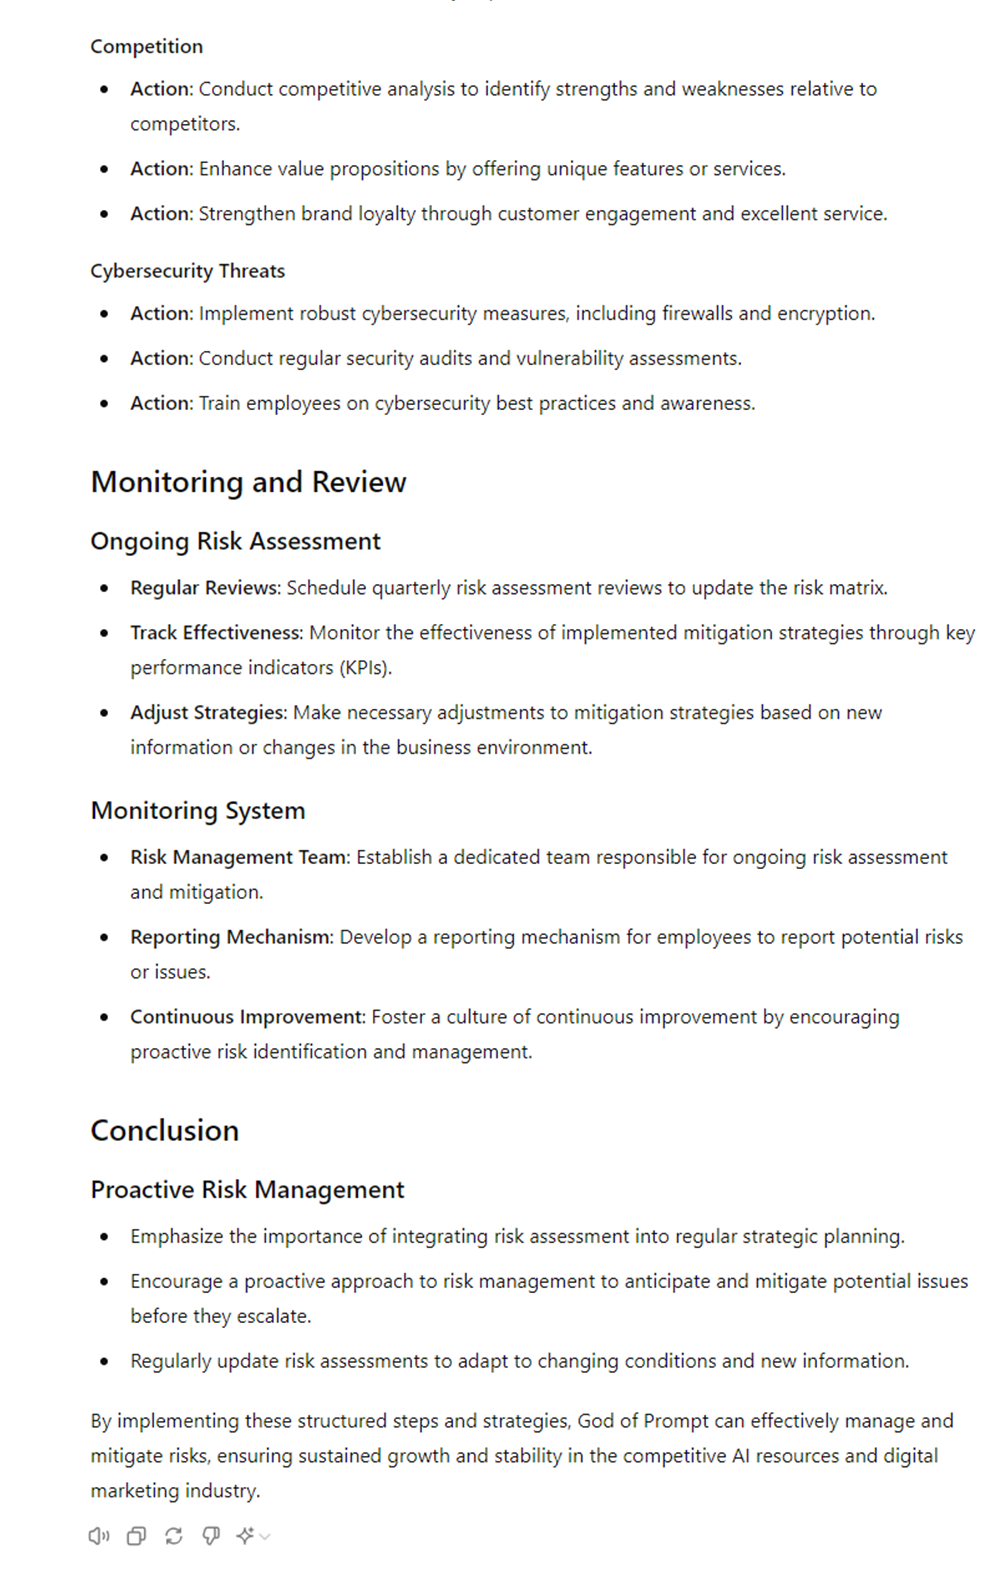 Competition
• Action: Conduct competitive analysis to identify strengths and weaknesses relative to
competitors.
• Action: Enhance value propositions by offering unique features or services.
• Action: Strengthen brand loyalty through customer engagement and excellent service.
Cybersecurity Threats
• Action: Implement robust cybersecurity measures, including firewalls and encryption.
• Action: Conduct regular security audits and vulnerability assessments.
• Action: Train employees on cybersecurity best practices and awareness.
Monitoring and Review
Ongoing Risk Assessment
• Regular Reviews: Schedule quarterly risk assessment reviews to update the risk matrix.
• Track Effectiveness: Monitor the effectiveness of implemented mitigation strategies through key
performance indicators (KPIs).
• Adjust Strategies: Make necessary adjustments to mitigation strategies based on new
information or changes in the business environment.
Monitoring System
• Risk Management Team: Establish a dedicated team responsible for ongoing risk assessment
and mitigation.
• Reporting Mechanism: Develop a reporting mechanism for employees to report potential risks
or issues.
• Continuous Improvement: Foster a culture of continuous improvement by encouraging
proactive risk identification and management.
Conclusion
Proactive Risk Management
• Emphasize the importance of integrating risk assessment into regular strategic planning.
• Encourage a proactive approach to risk management to anticipate and mitigate potential issues
before they escalate.
• Regularly update risk assessments to adapt to changing conditions and new information.
By implementing these structured steps and strategies, God of Prompt can effectively manage and
mitigate risks, ensuring sustained growth and stability in the competitive AI resources and digital
marketing industry.